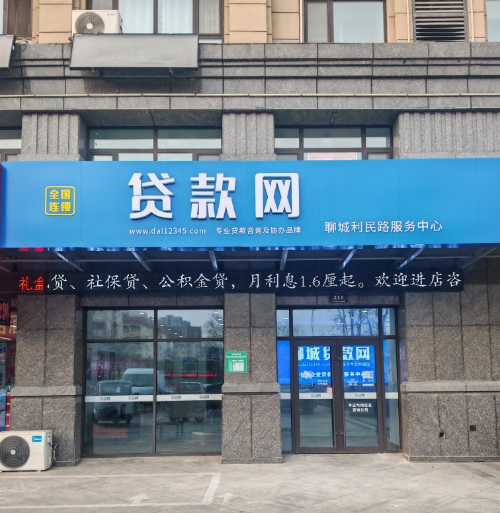 全国
连锁
贷款网
www.dai12345.com 专业贷款咨询及协办品牌
聊城利民路服务中心
礼盒 贷、社保贷、公积金贷，月利息1.6厘起。欢迎进店咨
聊城贷款网